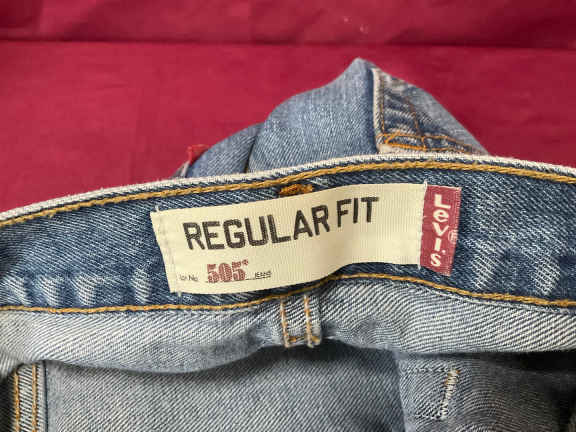 REGULAR FIT
Lot No. 505® JEANS
Levi's®